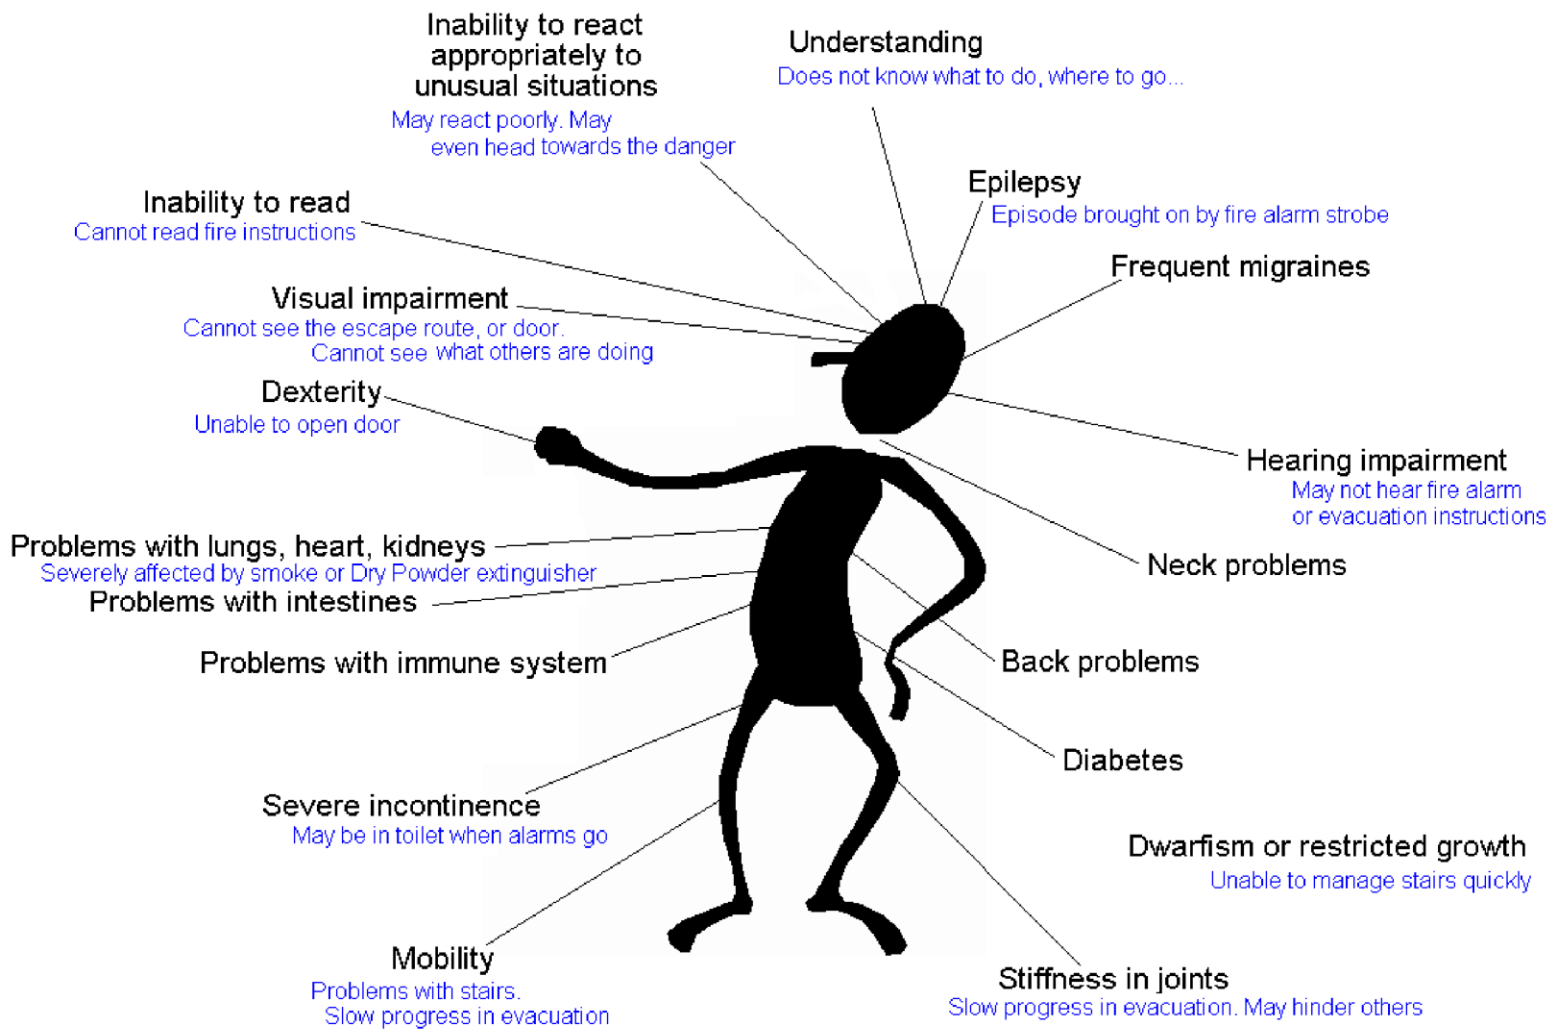 Inability to react
appropriately to
unusual situations
May react poorly. May
even head towards the danger
Understanding
Does not know what to do, where to go...
Epilepsy
Episode brought on by fire alarm strobe
Inability to read
Cannot read fire instructions
Frequent migraines
Visual impairment
Cannot see the escape route, or door.
Cannot see what others are doing
Dexterity
Unable to open door
Hearing impairment
May not hear fire alarm
or evacuation instructions
Problems with lungs, heart, kidneys
Severely affected by smoke or Dry Powder extinguisher
Neck problems
Problems with intestines
Problems with immune system
Back problems
Diabetes
Severe incontinence
May be in toilet when alarms go
Dwarfism or restricted growth
Unable to manage stairs quickly
Mobility
Problems with stairs.
Slow progress in evacuation
Stiffness in joints
Slow progress in evacuation. May hinder others